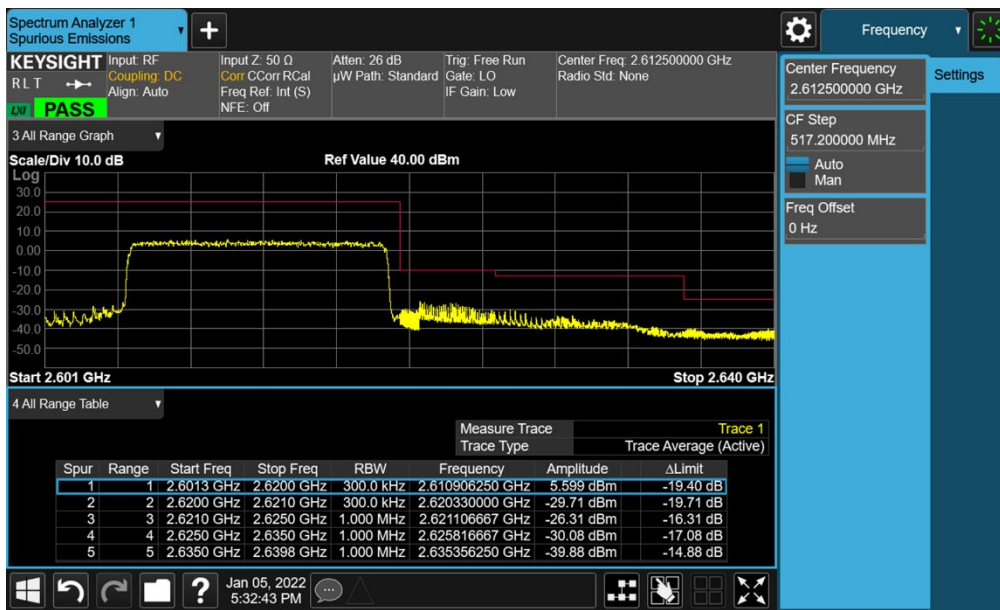 Spectrum Analyzer 1
Spurious Emissions
Frequency
KEYSIGHT
R L T
LXI
PASS
Input: RF
Coupling: DC
Align: Auto
Input Z: 50 Ω
Corr CCorr RCal
Freq Ref: Int (S)
NFE: Off
Atten: 26 dB
µW Path: Standard
Trig: Free Run
Gate: LO
IF Gain: Low
Center Freq: 2.612500000 GHz
Radio Std: None
Center Frequency
2.612500000 GHz
Settings
CF Step
517.200000 MHz
Auto
Man
Freq Offset
0 Hz
3 All Range Graph
Scale/Div 10.0 dB Ref Value 40.00 dBm
Log
30.0
20.0
10.0
0.00
-10.0
-20.0
-30.0
-40.0
-50.0
Start 2.601 GHz Stop 2.640 GHz
4 All Range Table
Measure Trace Trace 1
Trace Type Trace Average (Active)
Spur Range Start Freq Stop Freq RBW Frequency Amplitude ΔLimit
1 1 2.6013 GHz 2.6200 GHz 300.0 kHz 2.610906250 GHz 5.599 dBm -19.40 dB
2 2 2.6200 GHz 2.6210 GHz 300.0 kHz 2.620330000 GHz -29.71 dBm -19.71 dB
3 3 2.6210 GHz 2.6250 GHz 1.000 MHz 2.621106667 GHz -26.31 dBm -16.31 dB
4 4 2.6250 GHz 2.6350 GHz 1.000 MHz 2.625816667 GHz -30.08 dBm -17.08 dB
5 5 2.6350 GHz 2.6398 GHz 1.000 MHz 2.635356250 GHz -39.88 dBm -14.88 dB
?
Jan 05, 2022
5:32:43 PM